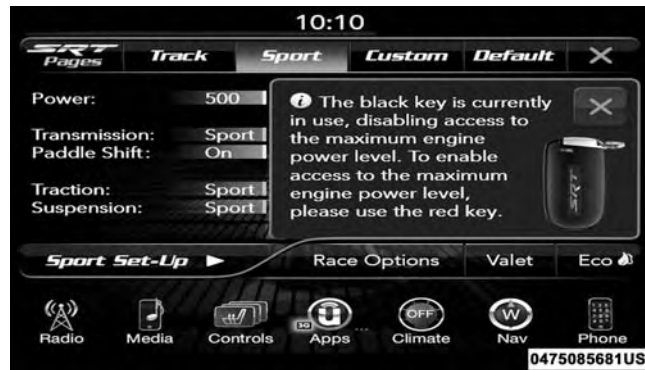 10:10
SRT Pages Track Sport Custom Default
Power: 500
Transmission: Sport
Paddle Shift: On
Traction: Sport
Suspension: Sport
The black key is currently
in use, disabling access to
the maximum engine
power level. To enable
access to the maximum
engine power level,
please use the red key.
SRT
Sport Set-Up Race Options Valet Eco
3G U OFF W
Radio Media Controls Apps ... Climate Nav Phone
0475085681US